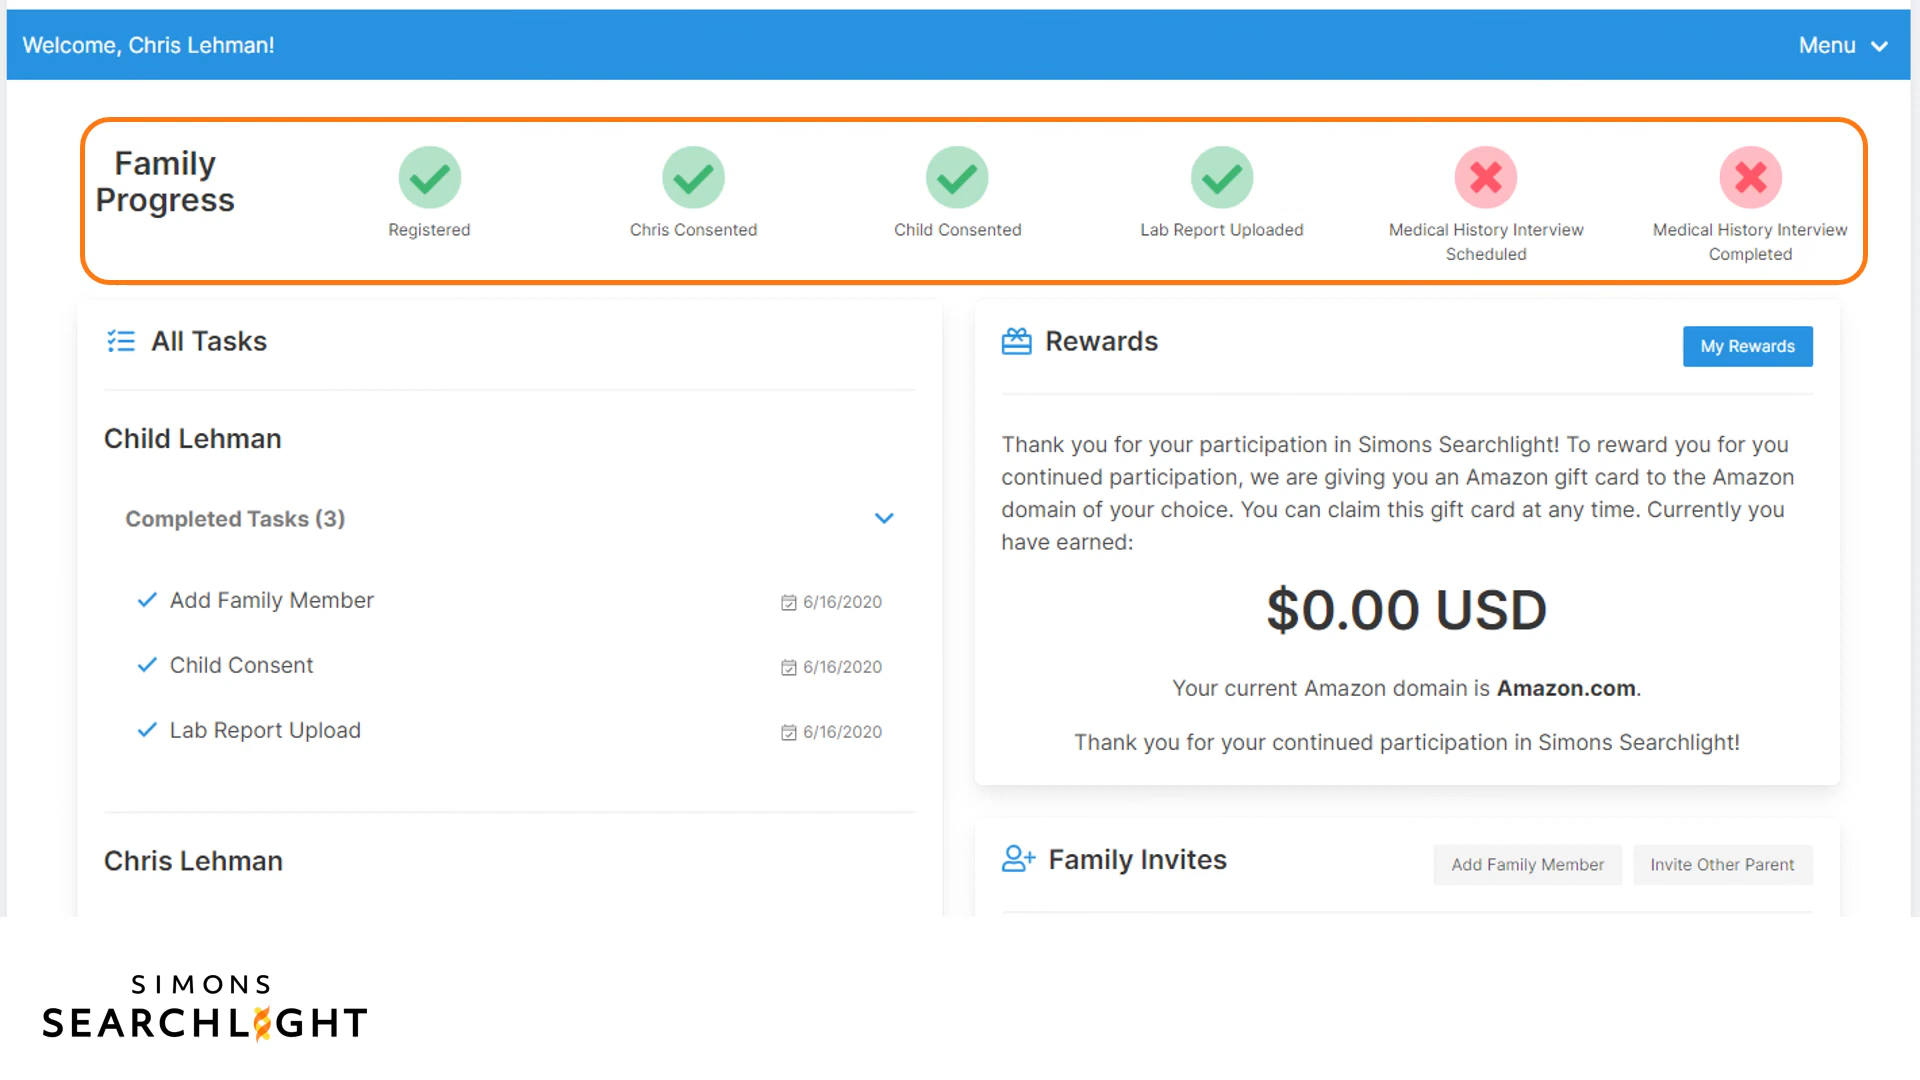 Welcome, Chris Lehman!
Menu
Family
Progress
Registered
Chris Consented
Child Consented
Lab Report Uploaded
Medical History Interview
Scheduled
Medical History Interview
Completed
All Tasks
Child Lehman
Completed Tasks (3)
Add Family Member
6/16/2020
Child Consent
6/16/2020
Lab Report Upload
6/16/2020
Chris Lehman
Rewards
My Rewards
Thank you for your participation in Simons Searchlight! To reward you for you
continued participation, we are giving you an Amazon gift card to the Amazon
domain of your choice. You can claim this gift card at any time. Currently you
have earned:
$0.00 USD
Your current Amazon domain is Amazon.com.
Thank you for your continued participation in Simons Searchlight!
Family Invites
Add Family Member
Invite Other Parent
SIMONS
SEARCHLIGHT